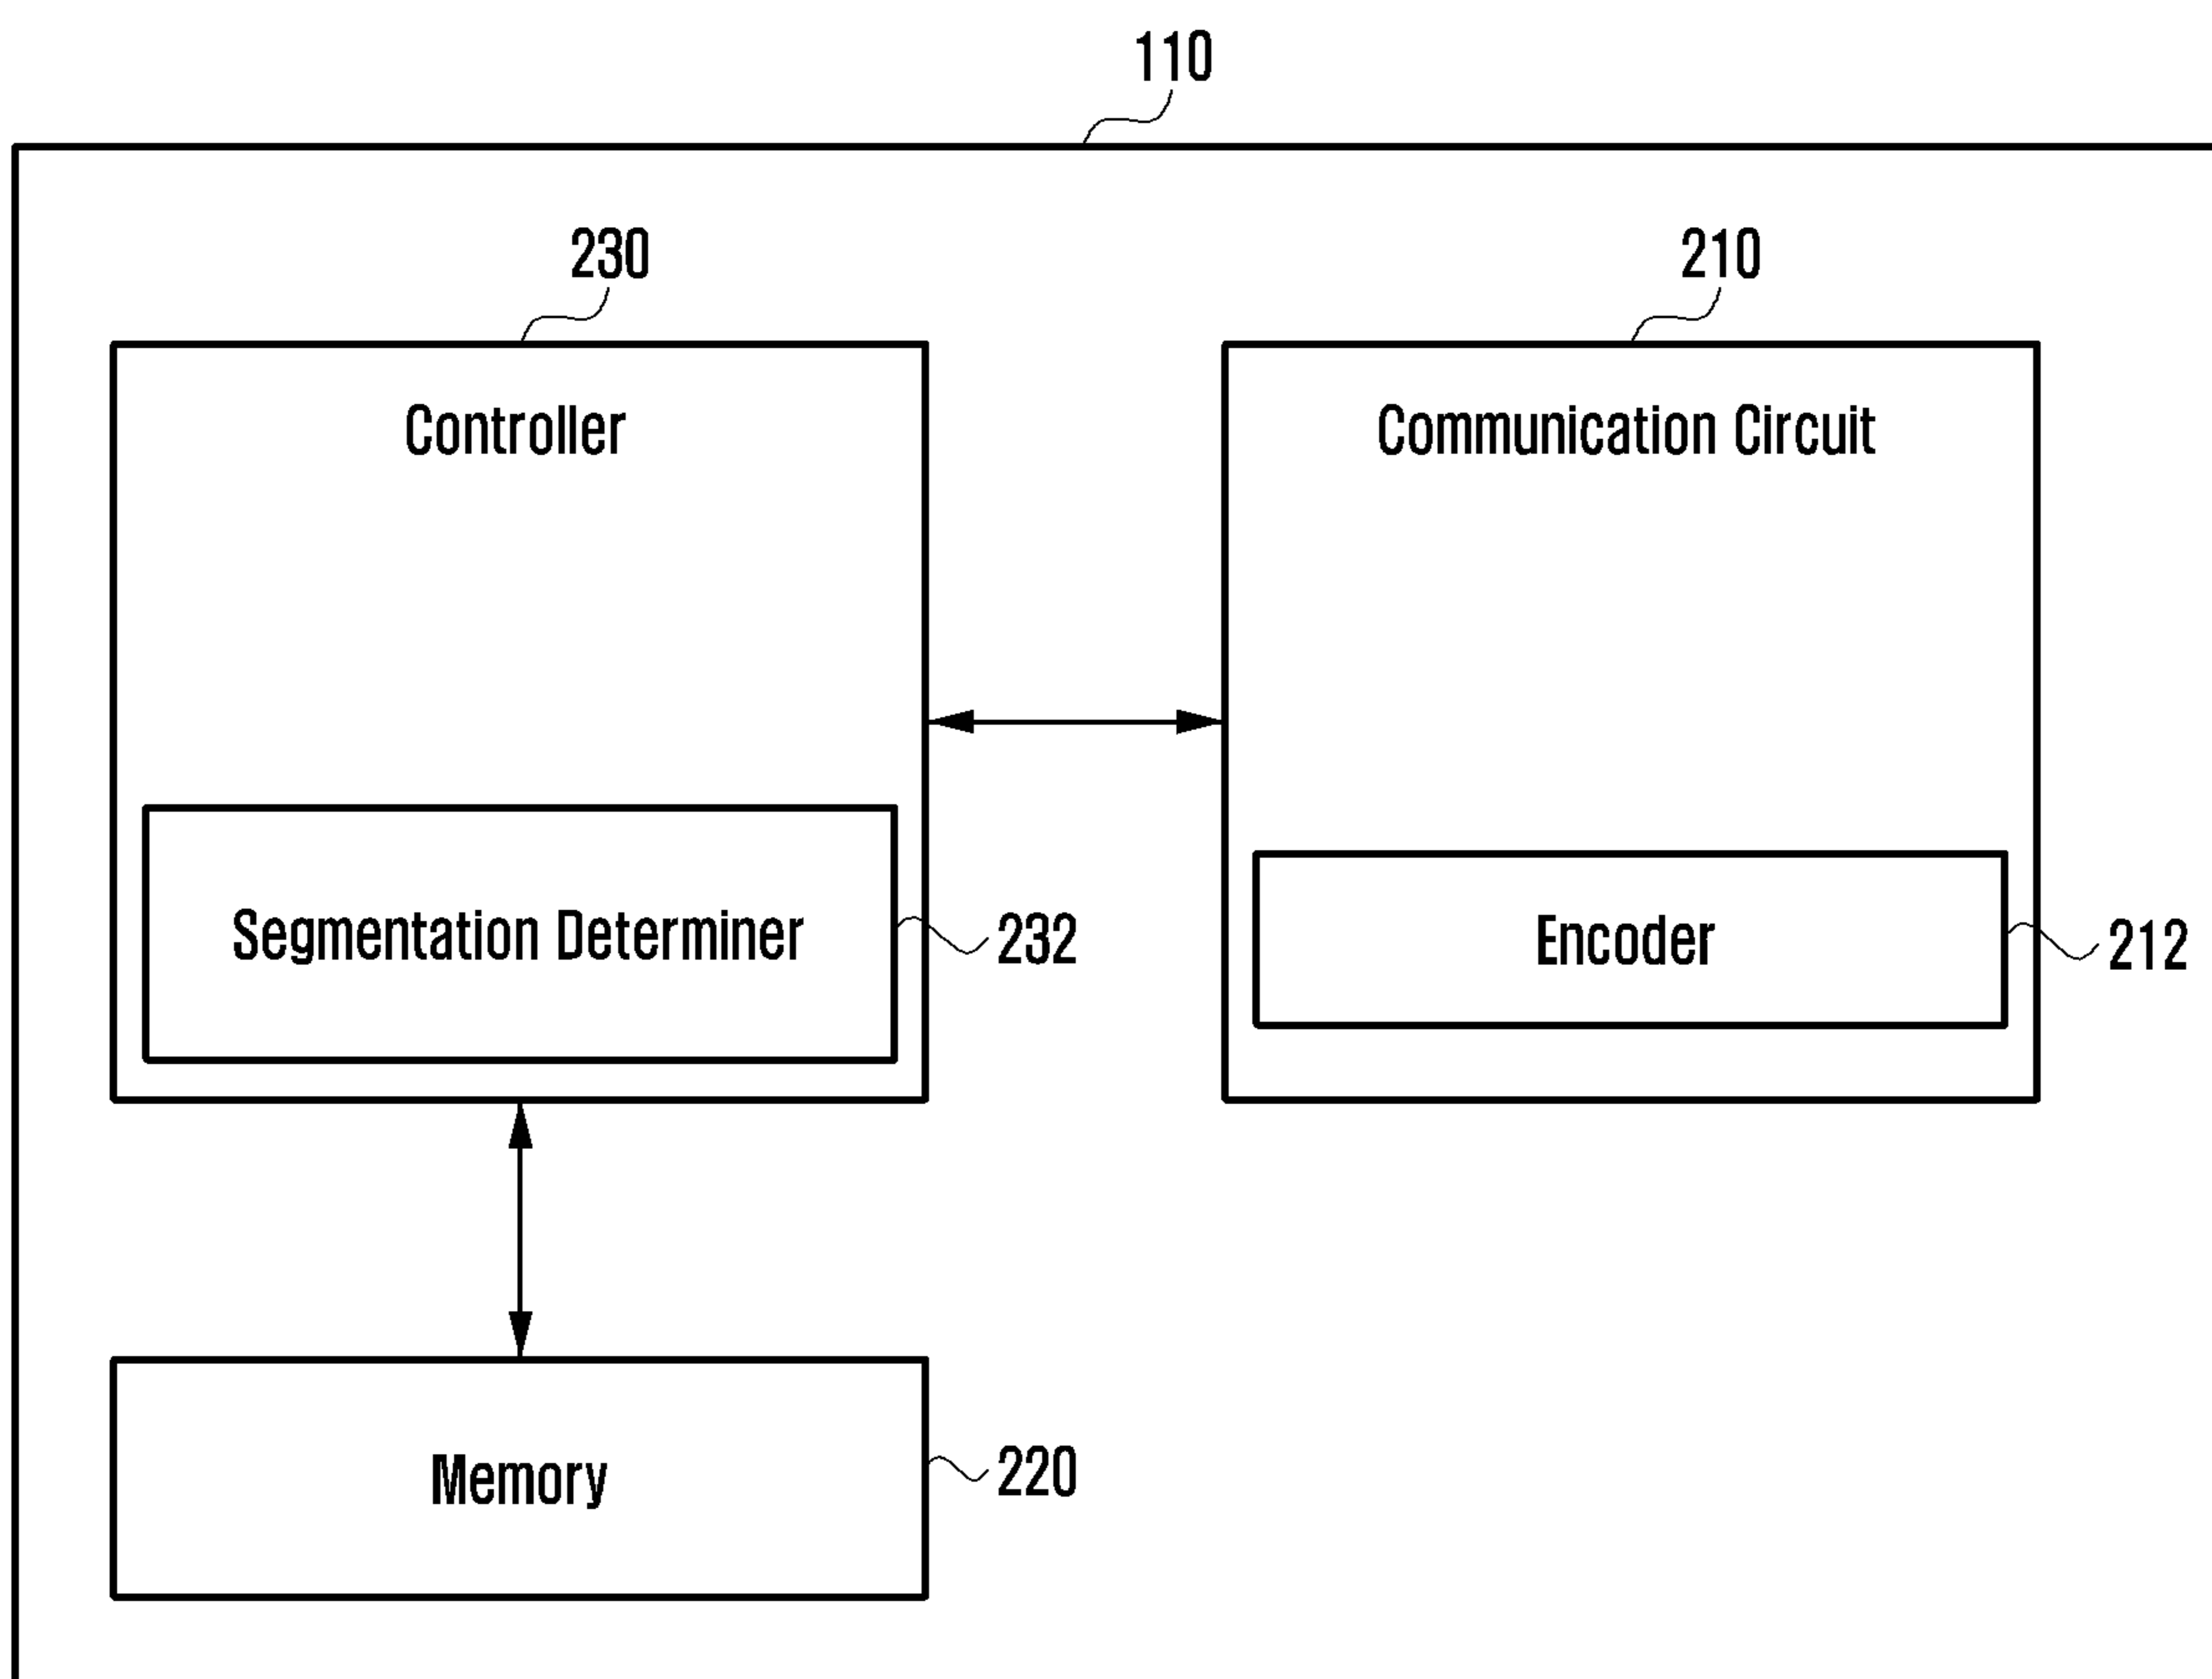 110
230
210
Controller
Communication Circuit
Segmentation Determiner
232
Encoder
212
Memory
220